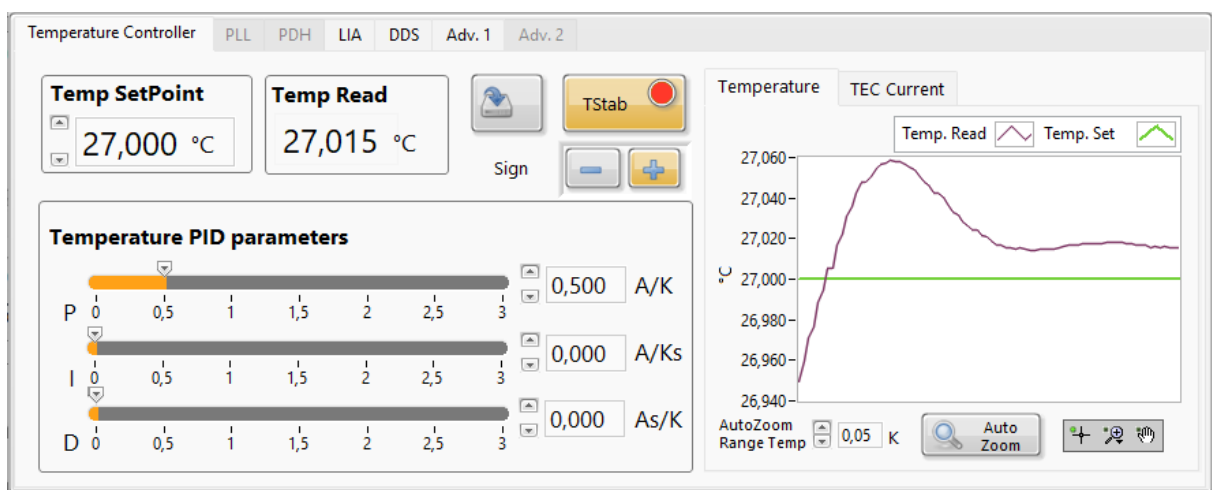 Temperature Controller PLL PDH LIA DDS Adv. 1 Adv. 2
Temp SetPoint
27,000 °C
Temp Read
27,015 °C
TStab
Sign
Temperature PID parameters
P 0 0,5 1 1,5 2 2,5 3 0,500 A/K
I 0 0,5 1 1,5 2 2,5 3 0,000 A/Ks
D 0 0,5 1 1,5 2 2,5 3 0,000 As/K
Temperature TEC Current
Temp. Read Temp. Set
27,060
27,040
27,020
27,000
26,980
26,960
26,940
°C
AutoZoom
Range Temp 0,05 K
Auto
Zoom